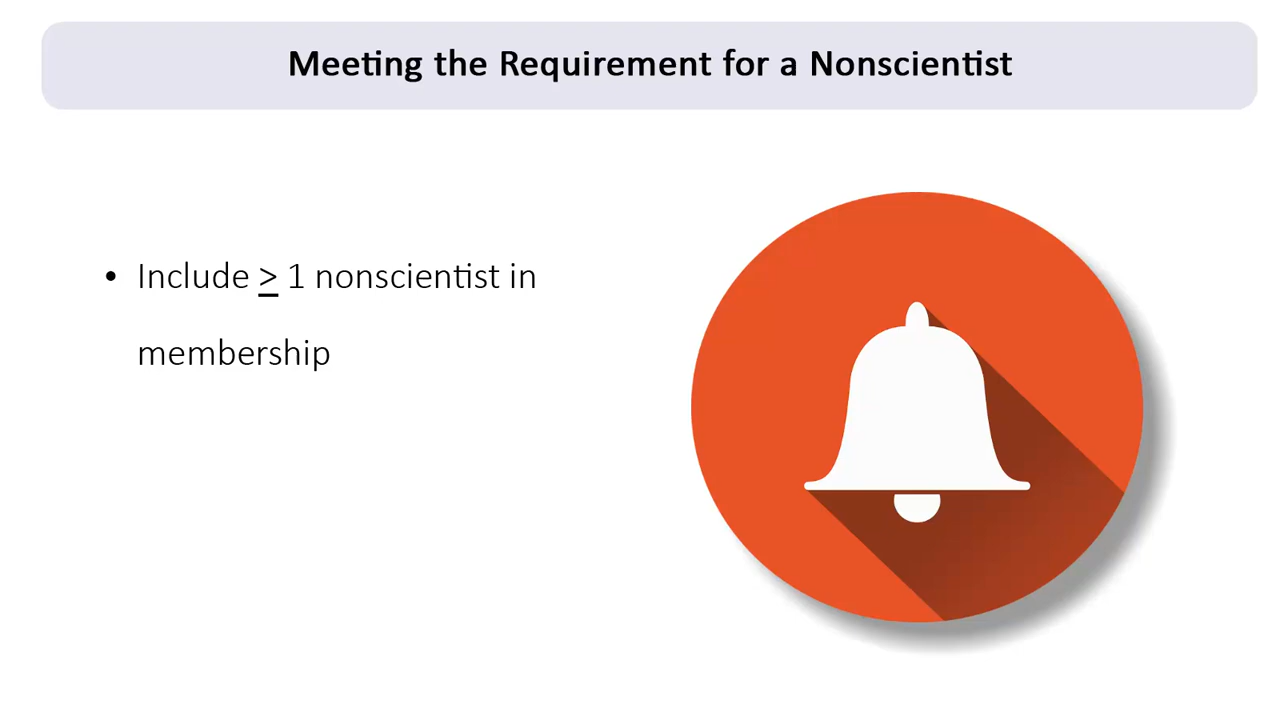 Meeting the Requirement for a Nonscientist
• Include > 1 nonscientist in
membership